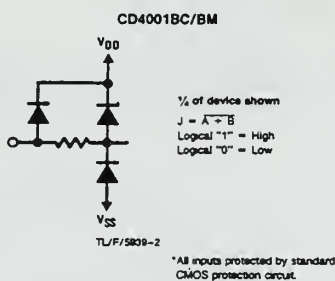 CD4001BC/BM
VDD
¼ of device shown
J = A + B
Logical "1" = High
Logical "0" = Low
VSS
TL/F/5939-2
*All inputs protected by standard
CMOS protection circuit.